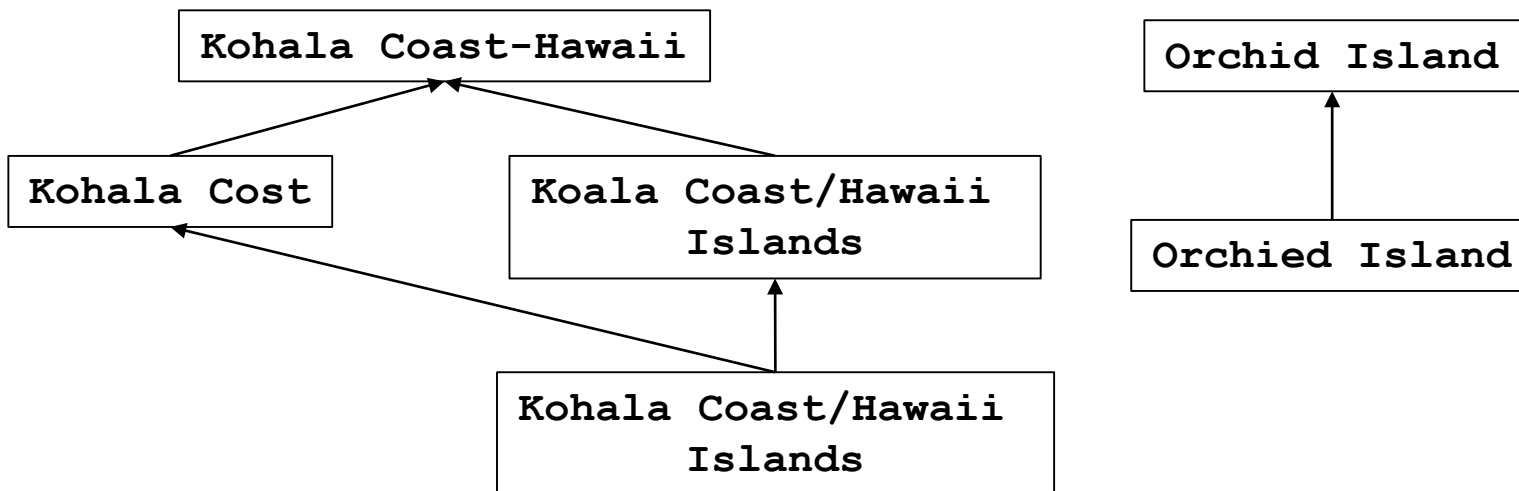 Kohala Coast-Hawaii
Orchid Island
Kohala Cost
Koala Coast/Hawaii
Islands
Orchied Island
Kohala Coast/Hawaii
Islands